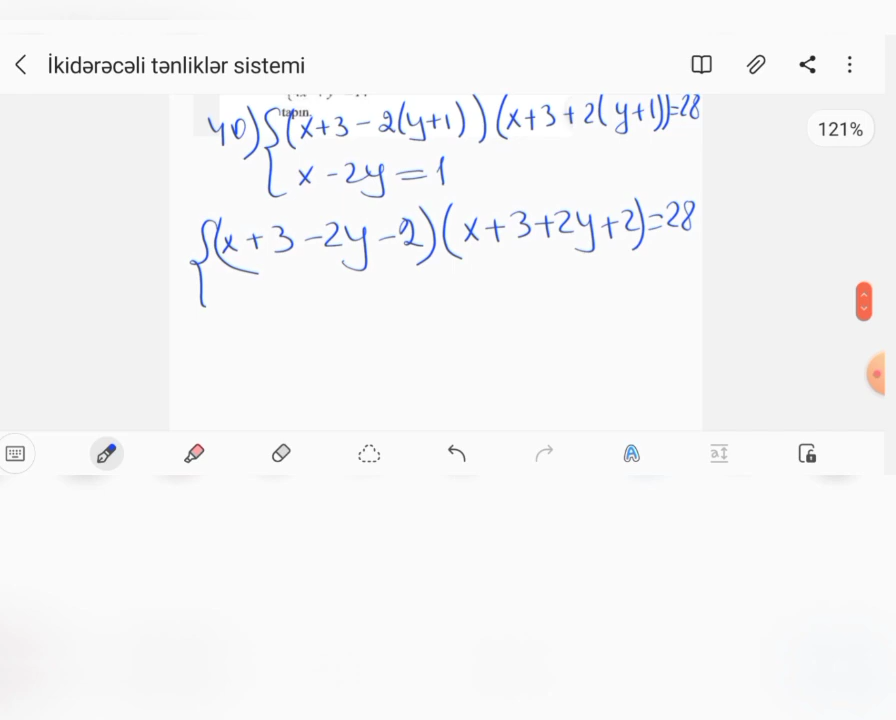 İkidərəcəli tənliklər sistemi
121%
tapın.
40) {(x+3-2(y+1))(x+3+2(y+1))=28
x-2y=1
{(x+3-2y-2)(x+3+2y+2)=28
A
a